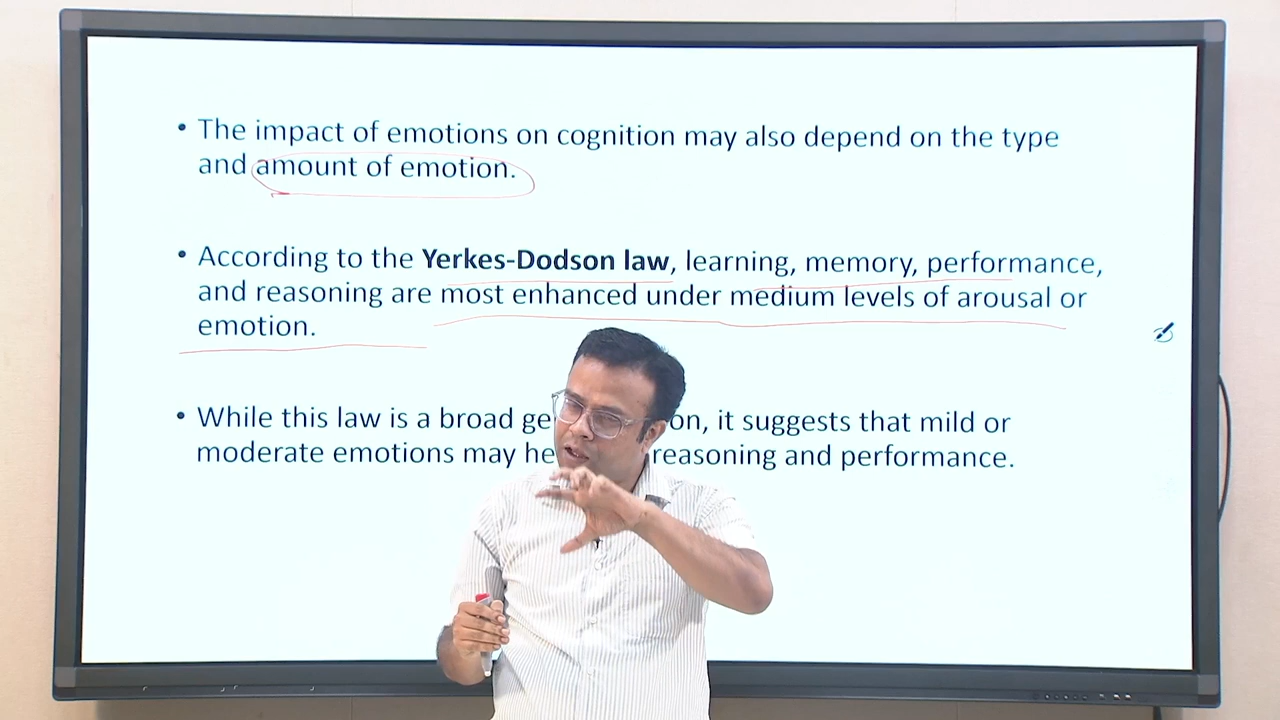 • The impact of emotions on cognition may also depend on the type
and amount of emotion.
• According to the Yerkes-Dodson law, learning, memory, performance,
and reasoning are most enhanced under medium levels of arousal or
emotion.
• While this law is a broad on, it suggests that mild or
moderate emotions may reasoning and performance.